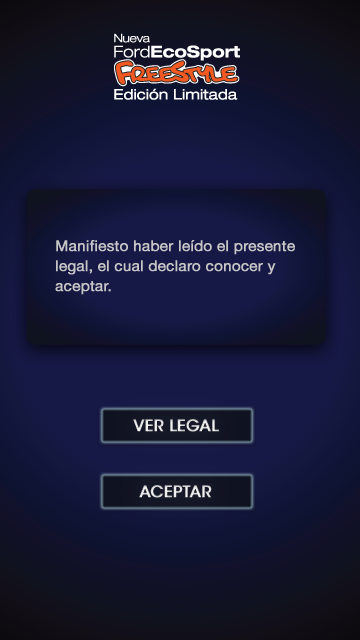 Nueva
FordEcoSport
FREESTYLE
Edición Limitada
Manifiesto haber leído el presente
legal, el cual declaro conocer y
aceptar.
VER LEGAL
ACEPTAR